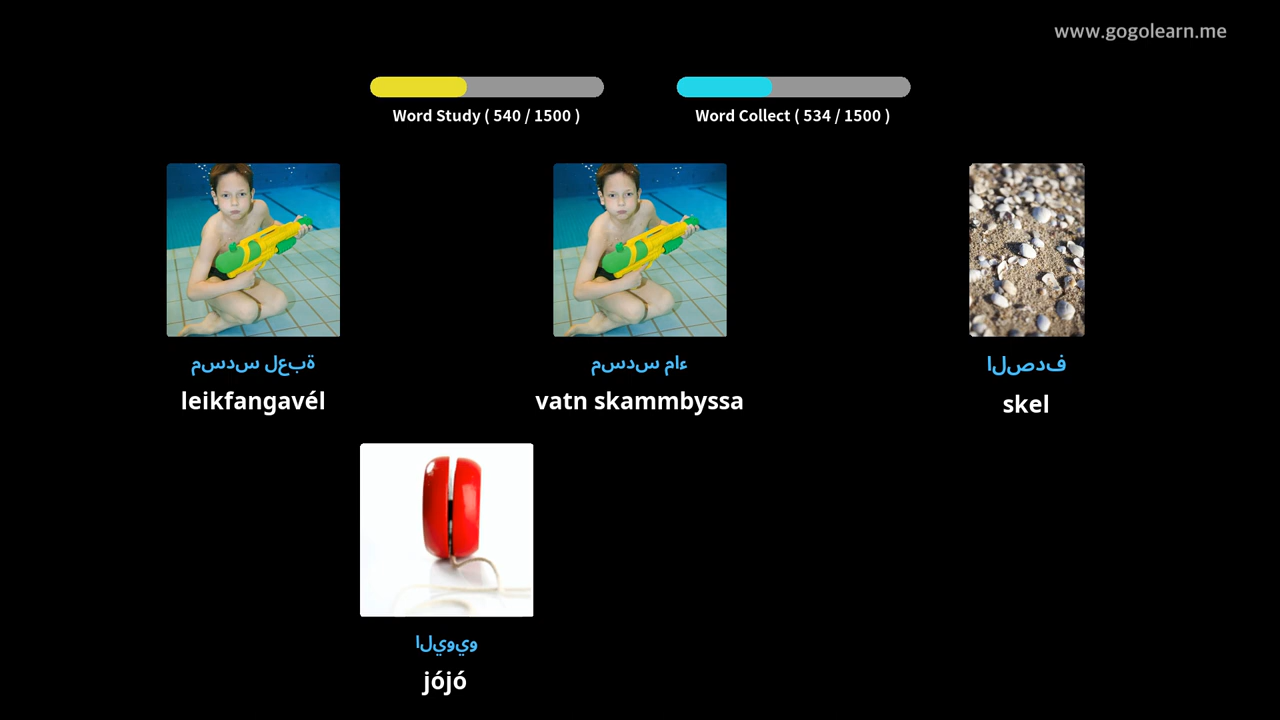 www.gogolearn.me
Word Study ( 540 / 1500 )
Word Collect ( 534 / 1500 )
مسدس لعبة
leikfangavél
مسدس ماء
vatn skammbyssa
الصدف
skel
اليويو
jójó